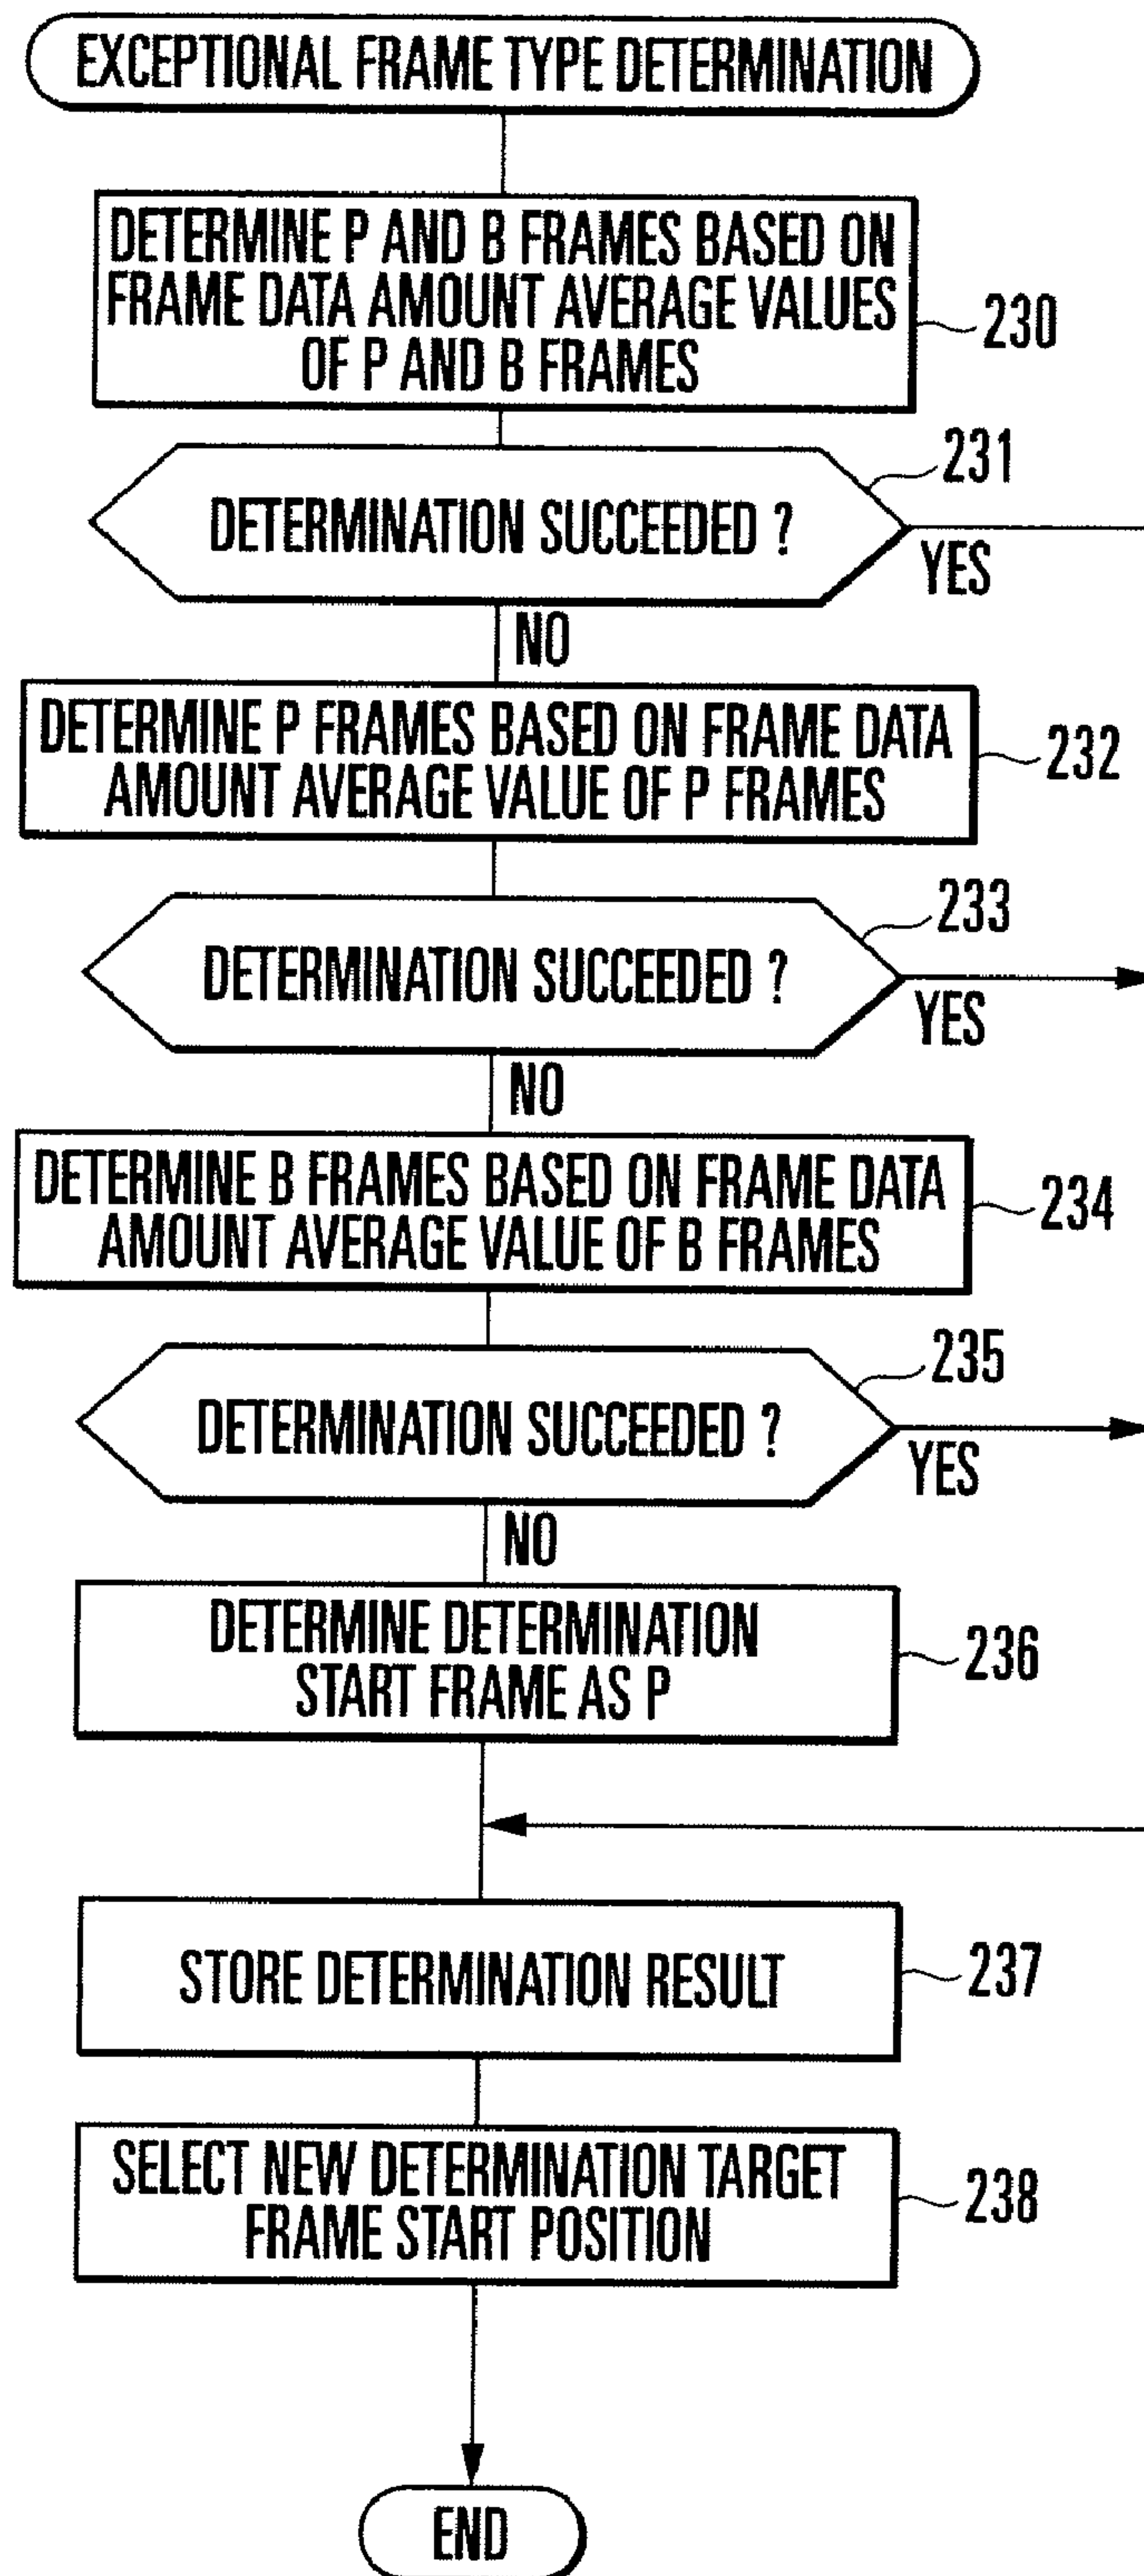 EXCEPTIONAL FRAME TYPE DETERMINATION
DETERMINE P AND B FRAMES BASED ON
FRAME DATA AMOUNT AVERAGE VALUES
OF P AND B FRAMES
230
231
DETERMINATION SUCCEEDED ?
YES
NO
DETERMINE P FRAMES BASED ON FRAME DATA
AMOUNT AVERAGE VALUE OF P FRAMES
232
233
DETERMINATION SUCCEEDED ?
YES
NO
DETERMINE B FRAMES BASED ON FRAME DATA
AMOUNT AVERAGE VALUE OF B FRAMES
234
235
DETERMINATION SUCCEEDED ?
YES
NO
DETERMINE DETERMINATION
START FRAME AS P
236
STORE DETERMINATION RESULT
237
SELECT NEW DETERMINATION TARGET
FRAME START POSITION
238
END